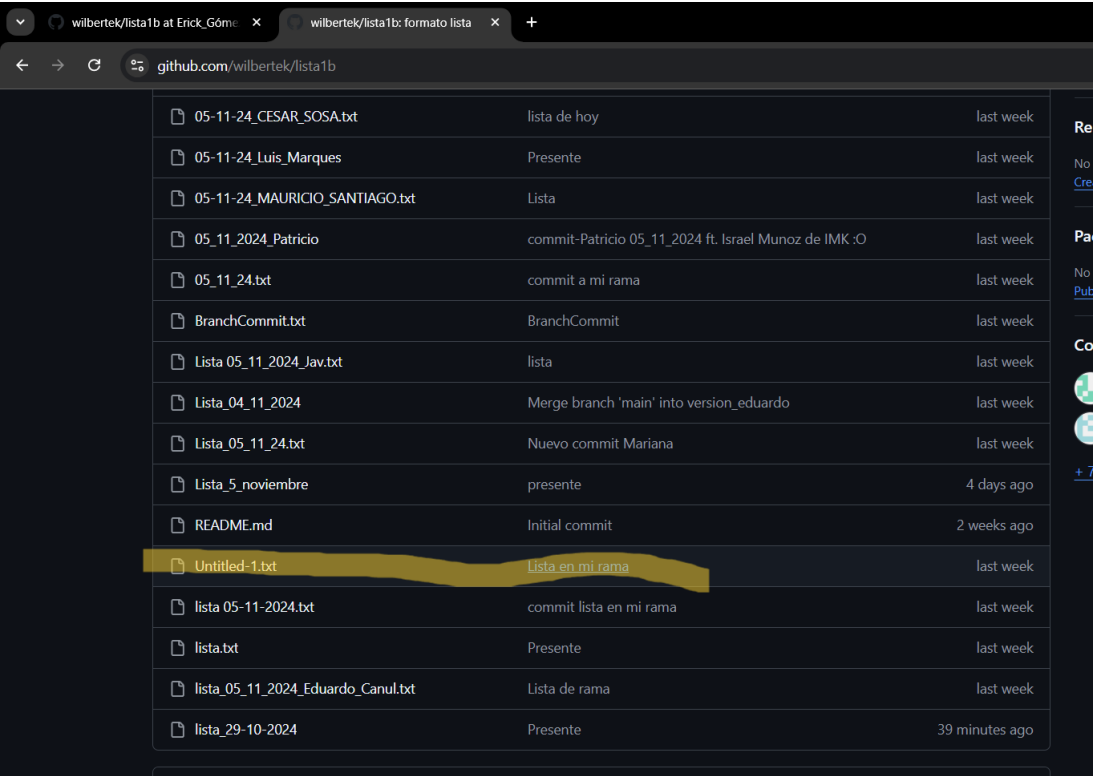 wilbertek/lista1b at Erick_Góme
wilbertek/lista1b: formato lista
github.com/wilbertek/lista1b
05-11-24_CESAR_SOSA.txt lista de hoy last week
05-11-24_Luis_Marques Presente last week
05-11-24_MAURICIO_SANTIAGO.txt Lista last week
05_11_2024_Patricio commit-Patricio 05_11_2024 ft. Israel Munoz de IMK :O last week
05_11_24.txt commit a mi rama last week
BranchCommit.txt BranchCommit last week
Lista 05_11_2024_Jav.txt lista last week
Lista_04_11_2024 Merge branch 'main' into version_eduardo last week
Lista_05_11_24.txt Nuevo commit Mariana last week
Lista_5_noviembre presente 4 days ago
README.md Initial commit 2 weeks ago
Untitled-1.txt Lista en mi rama last week
lista 05-11-2024.txt commit lista en mi rama last week
lista.txt Presente last week
lista_05_11_2024_Eduardo_Canul.txt Lista de rama last week
lista_29-10-2024 Presente 39 minutes ago
Re
No
Cre
Pa
No
Pub
Co
+ 7